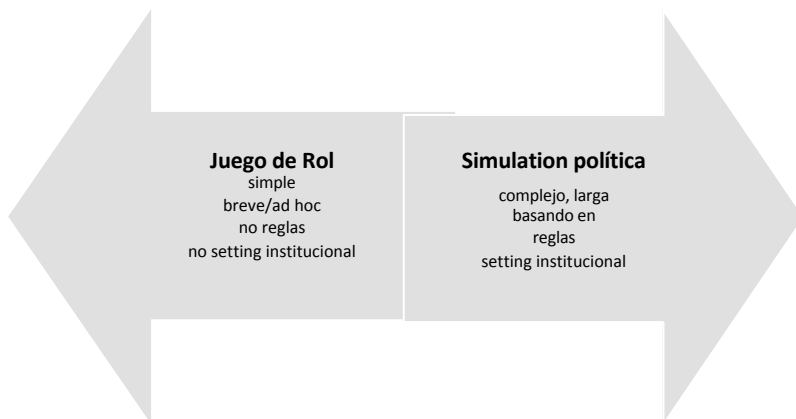 Juego de Rol
simple
breve/ad hoc
no reglas
no setting institucional
Simulation política
complejo, larga
basando en
reglas
setting institucional